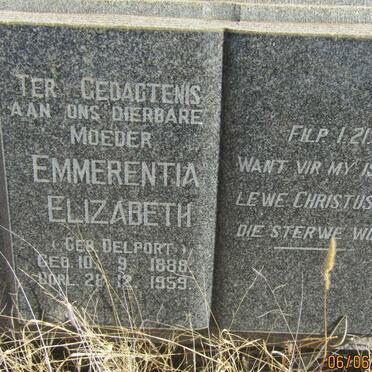 TER GEDAGTENIS
AAN ONS DIERBARE
MOEDER
EMMERENTIA
ELIZABETH
(GEB DELPORT.)
GEB. 10. 9. 1888.
OORL. 28. 12. 1959.
FILP 1.21.
WANT VIR MY IS
LEWE CHRISTUS
DIE STERWE
06/06